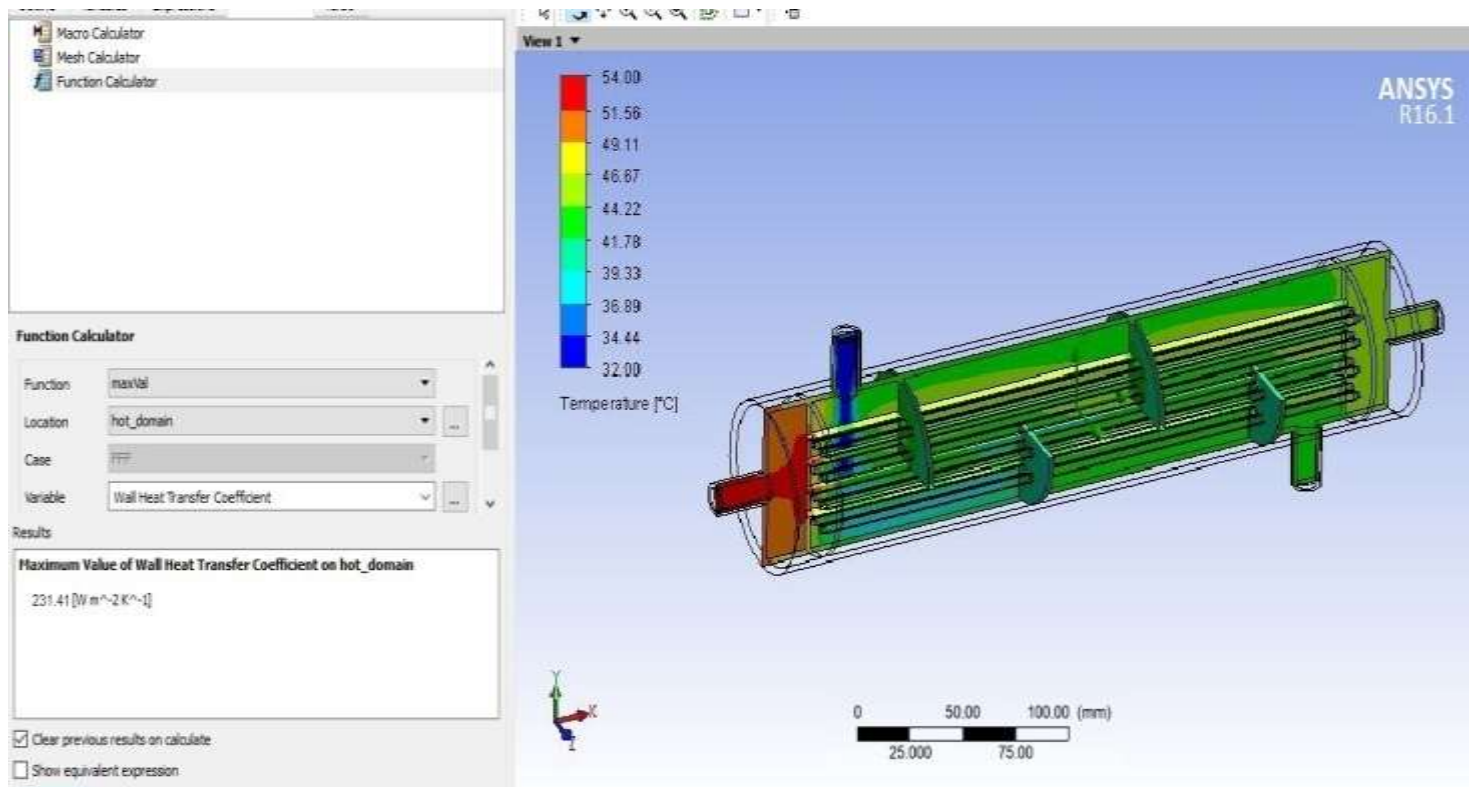 Macro Calculator
Mesh Calculator
Function Calculator
Function Calculator
Function
maxVal
Location
hot_domain
...
Case
FFF
Variable
Wall Heat Transfer Coefficient
...
Results
Maximum Value of Wall Heat Transfer Coefficient on hot_domain
231.41 [W m^-2 K^-1]
Clear previous results on calculate
Show equivalent expression
View 1
54.00
51.56
49.11
46.67
44.22
41.78
39.33
36.89
34.44
32.00
Temperature [°C]
ANSYS
R16.1
Y
X
Z
0 50.00 100.00 (mm)
25.000 75.00